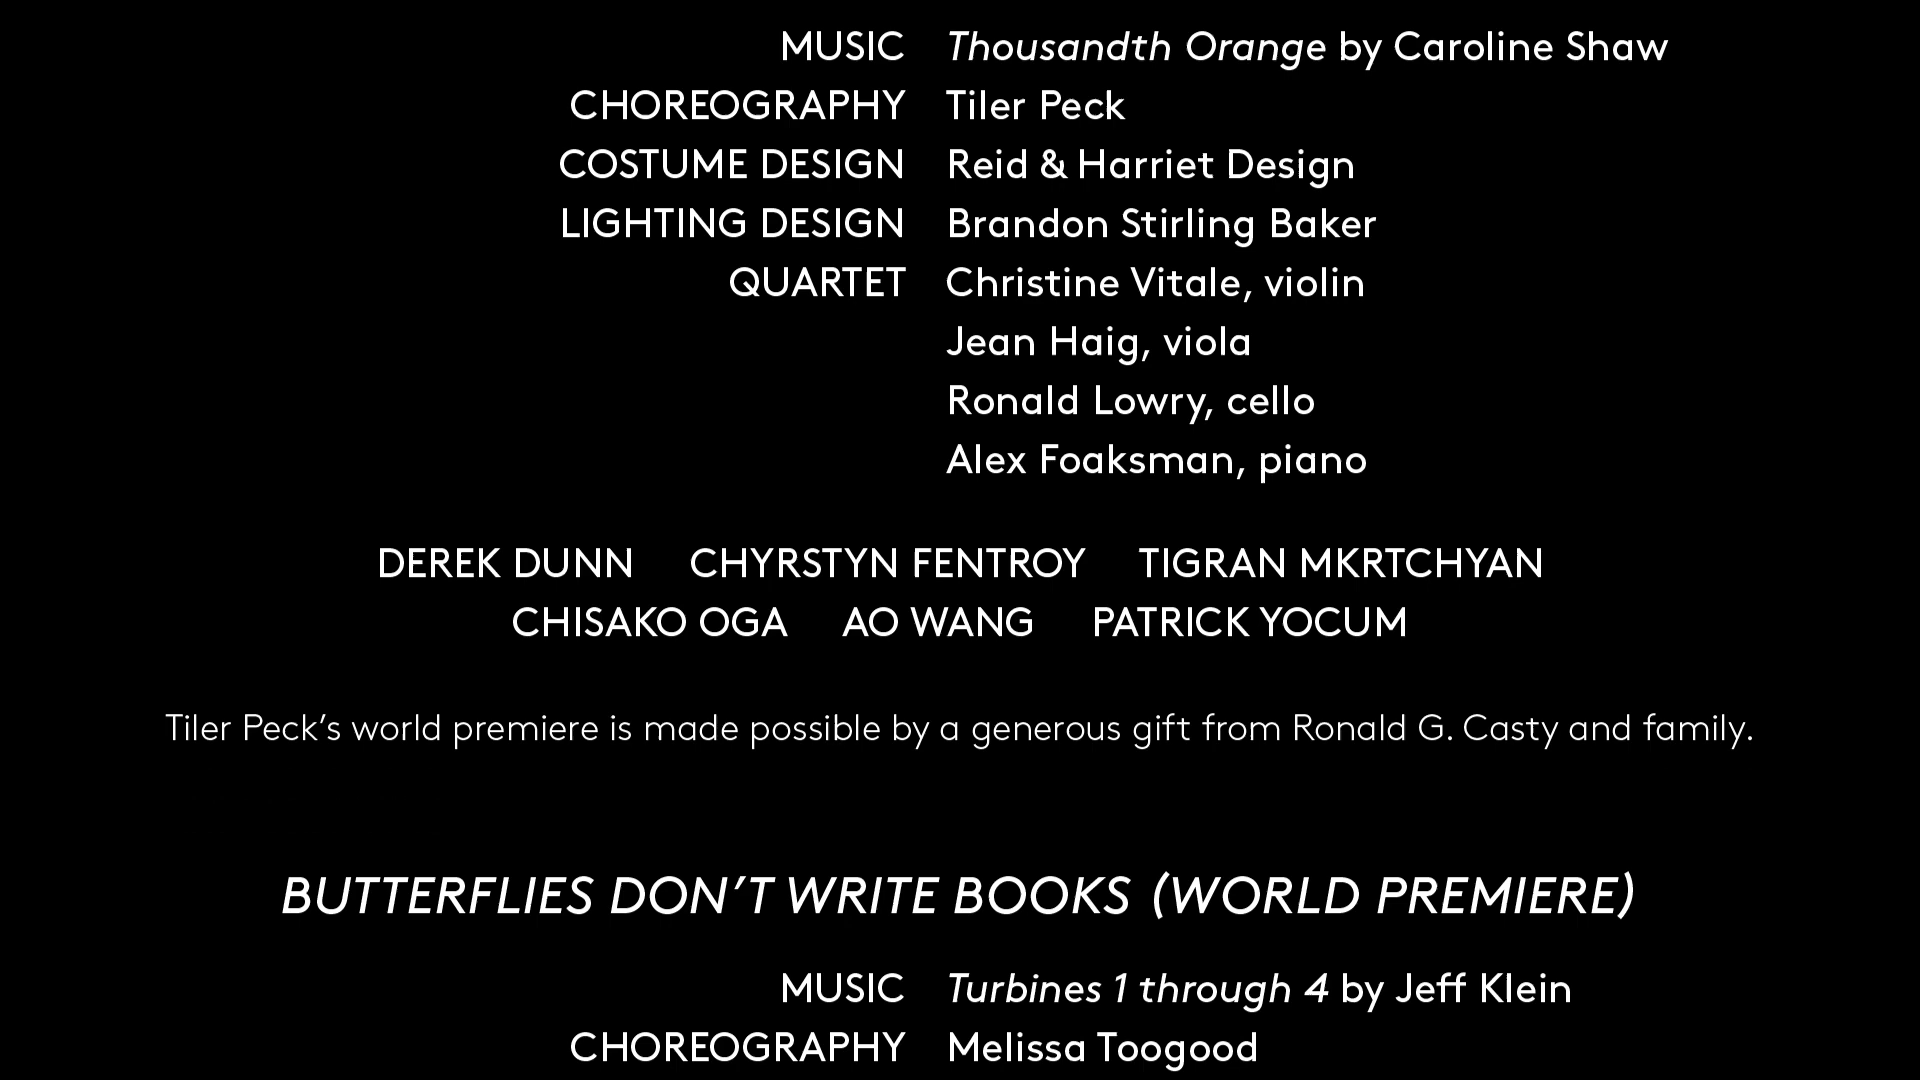 MUSIC Thousandth Orange by Caroline Shaw
CHOREOGRAPHY Tiler Peck
COSTUME DESIGN Reid & Harriet Design
LIGHTING DESIGN Brandon Stirling Baker
QUARTET Christine Vitale, violin
Jean Haig, viola
Ronald Lowry, cello
Alex Foaksman, piano
DEREK DUNN CHYRSTYN FENTROY TIGRAN MKRTCHYAN
CHISAKO OGA AO WANG PATRICK YOCUM
Tiler Peck’s world premiere is made possible by a generous gift from Ronald G. Casty and family.
BUTTERFLIES DON’T WRITE BOOKS (WORLD PREMIERE)
MUSIC Turbines 1 through 4 by Jeff Klein
CHOREOGRAPHY Melissa Toogood